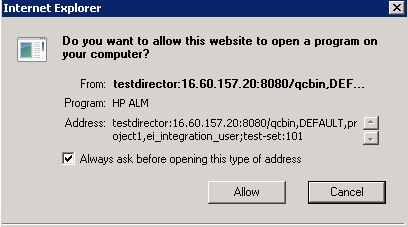 Internet Explorer
Do you want to allow this website to open a program on
your computer?
From: testdirector:16.60.157.20:8080/qcbin,DEF...
Program: HP ALM
Address: testdirector:16.60.157.20:8080/qcbin,DEFAULT,pr
oject1,ei_integration_user;test-set:101
Always ask before opening this type of address
Allow Cancel